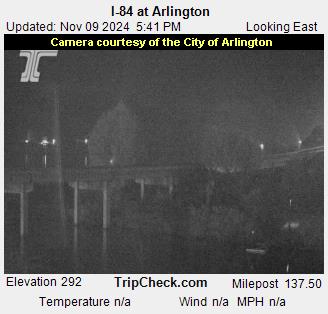 I-84 at Arlington
Updated: Nov 09 2024 5:41 PM Looking East
Camera courtesy of the City of Arlington
Elevation 292 TripCheck.com Milepost 137.50
Temperature n/a Wind n/a MPH n/a